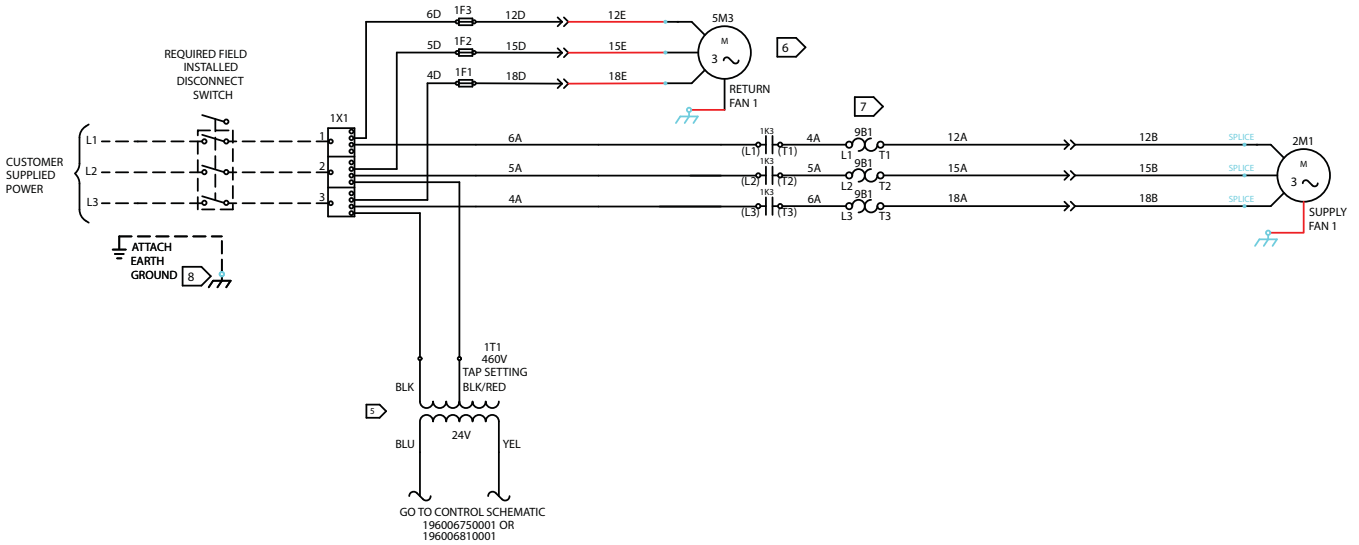 6D 1F3 12D 12E
5M3
5D 1F2 15D 15E
M
3
6
4D 1F1 18D 18E
RETURN
FAN 1
REQUIRED FIELD
INSTALLED
DISCONNECT
SWITCH
1X1
7
CUSTOMER
SUPPLIED
POWER
L1
1
6A
1K3
(L1) (T1)
4A
9B1
L1 T1
12A
12B
SPLICE
2M1
L2
2
5A
1K3
(L2) (T2)
5A
9B1
L2 T2
15A
15B
SPLICE
M
3
L3
3
4A
1K3
(L3) (T3)
6A
9B1
L3 T3
18A
18B
SPLICE
SUPPLY
FAN 1
ATTACH
EARTH
GROUND
8
1T1
460V
TAP SETTING
BLK BLK/RED
5
24V
BLU YEL
GO TO CONTROL SCHEMATIC
196006750001 OR
196006810001